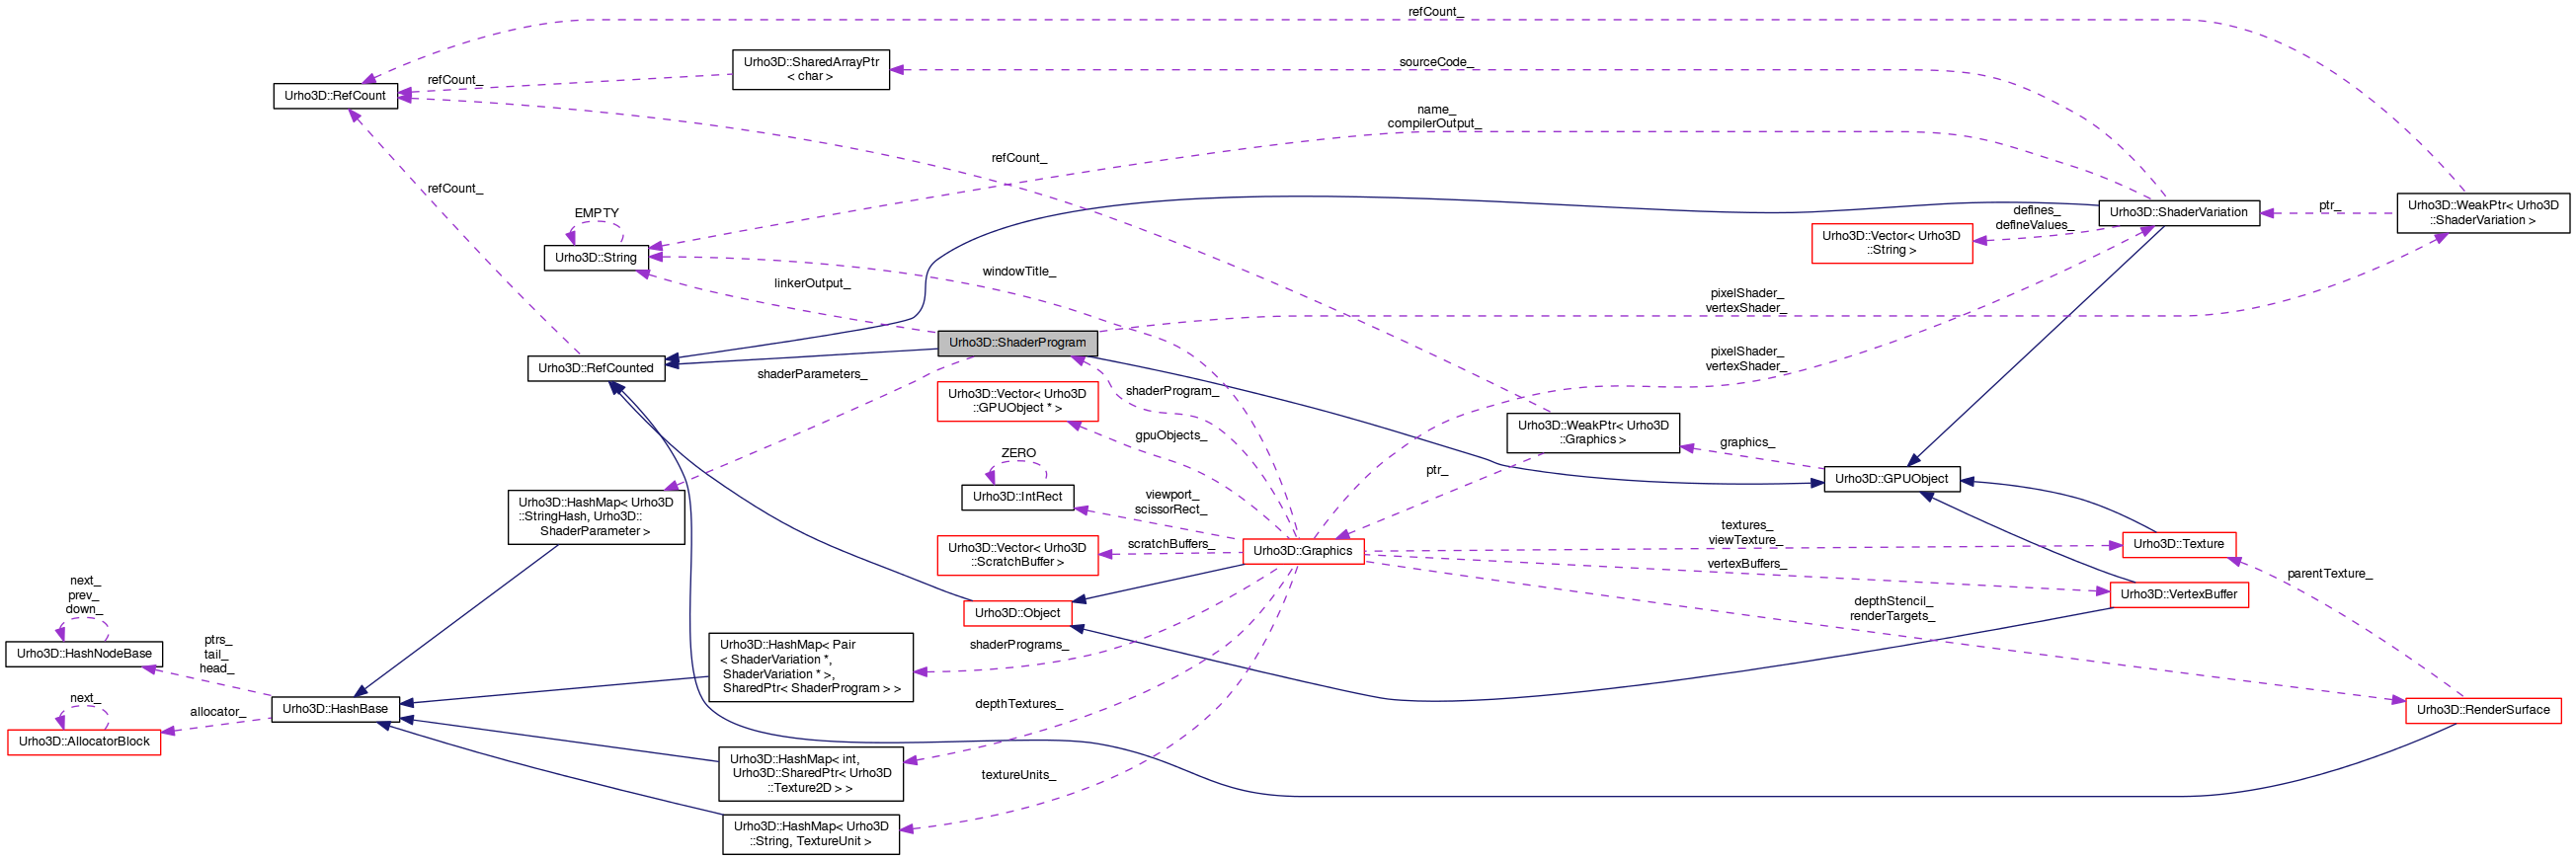 refCount_
Urho3D::SharedArrayPtr
< char >
sourceCode_
refCount_
Urho3D::RefCount
name_
compilerOutput_
refCount_
refCount_
EMPTY
Urho3D::String
Urho3D::ShaderVariation
ptr_
Urho3D::WeakPtr< Urho3D
::ShaderVariation >
defines_
defineValues_
Urho3D::Vector< Urho3D
::String >
windowTitle_
linkerOutput_
pixelShader_
vertexShader_
Urho3D::ShaderProgram
Urho3D::RefCounted
shaderParameters_
pixelShader_
vertexShader_
Urho3D::Vector< Urho3D
::GPUObject * >
shaderProgram_
gpuObjects_
Urho3D::WeakPtr< Urho3D
::Graphics >
graphics_
ptr_
ZERO
Urho3D::IntRect
viewport_
scissorRect_
Urho3D::GPUObject
Urho3D::HashMap< Urho3D
::StringHash, Urho3D::
ShaderParameter >
Urho3D::Vector< Urho3D
::ScratchBuffer >
scratchBuffers_
Urho3D::Graphics
textures_
viewTexture_
Urho3D::Texture
vertexBuffers_
parentTexture_
Urho3D::VertexBuffer
depthStencil_
renderTargets_
Urho3D::Object
next_
prev_
down_
Urho3D::HashNodeBase
ptrs_
tail_
head_
Urho3D::HashMap< Pair
< ShaderVariation *,
ShaderVariation * >,
SharedPtr< ShaderProgram > >
shaderPrograms_
next_
allocator_
Urho3D::HashBase
depthTextures_
Urho3D::RenderSurface
Urho3D::AllocatorBlock
Urho3D::HashMap< int,
Urho3D::SharedPtr< Urho3D
::Texture2D > >
textureUnits_
Urho3D::HashMap< Urho3D
::String, TextureUnit >